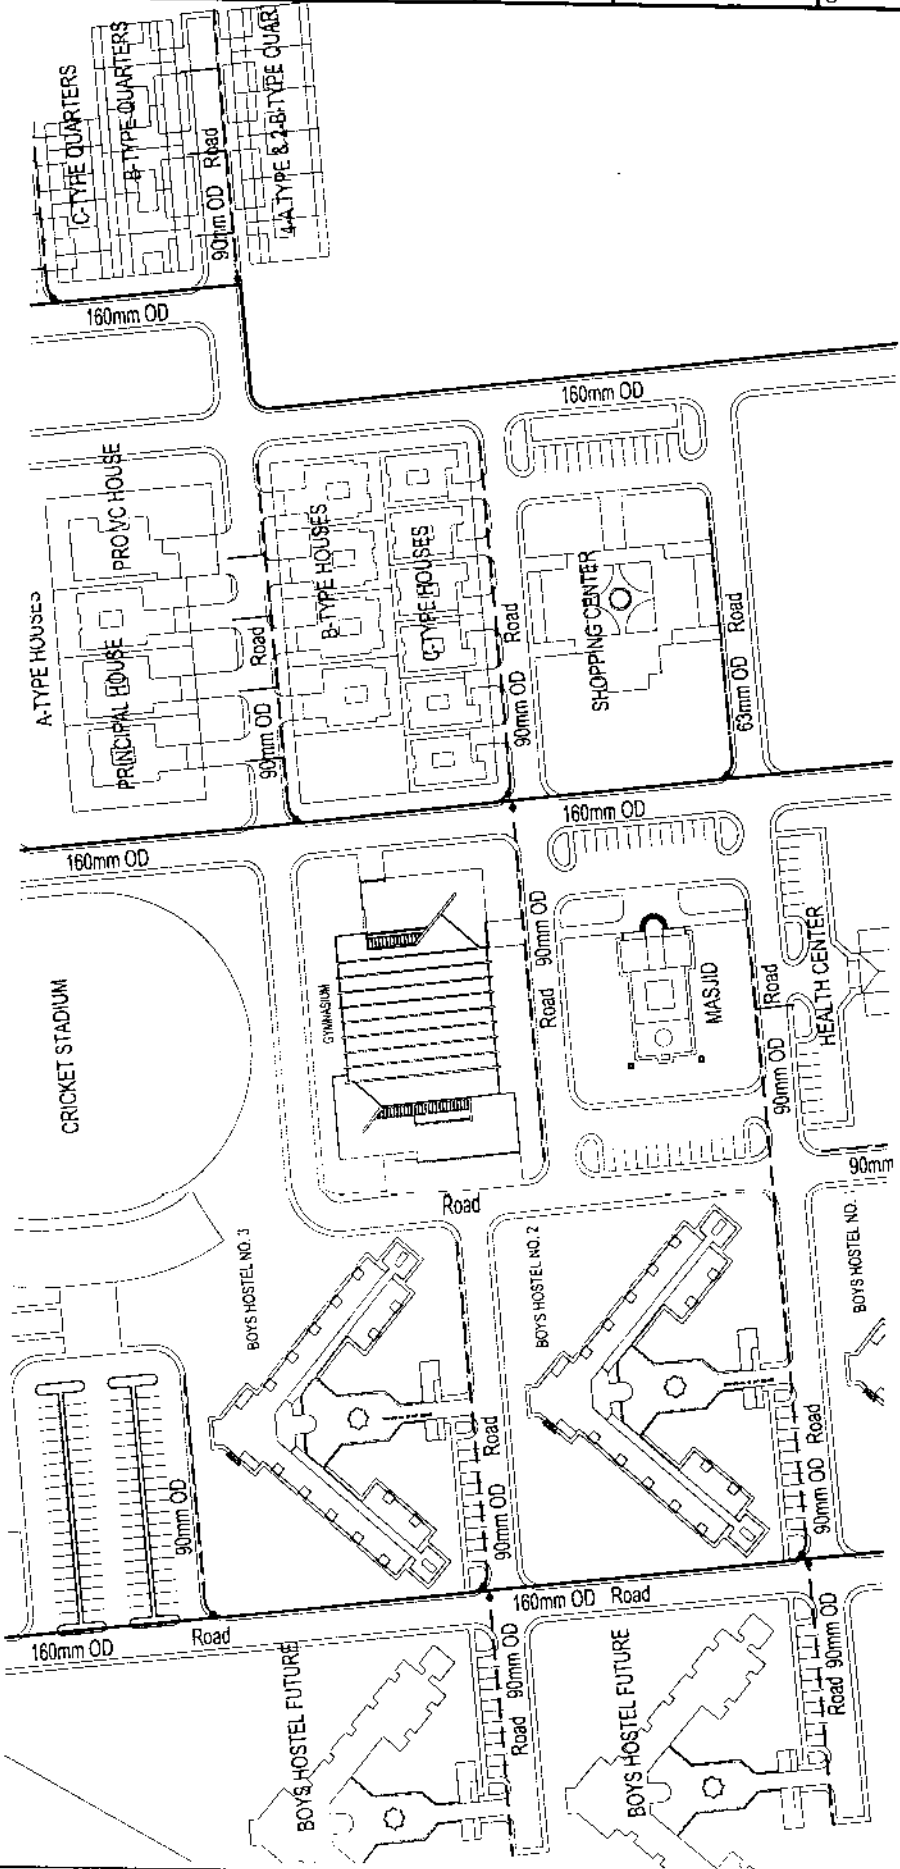 C-TYPE QUARTERS
B-TYPE QUARTERS
Road
90mm OD
4-A TYPE & 2-B-TYPE QUAR
160mm OD
160mm OD
A-TYPE HOUSES
PRO.VC HOUSE
PRINCIPAL HOUSE
Road
90mm OD
B-TYPE HOUSES
C-TYPE HOUSES
Road
90mm OD
SHOPPING CENTER
Road
63mm OD
160mm OD
160mm OD
CRICKET STADIUM
GYMNASIUM
90mm OD
Road
MASJID
Road
90mm OD
HEALTH CENTER
90mm
Road
BOYS HOSTEL NO. 3
BOYS HOSTEL NO. 2
BOYS HOSTEL NO.
90mm OD
Road
90mm OD
Road
90mm OD
160mm OD
Road
160mm OD Road
BOYS HOSTEL FUTURE
90mm OD
Road
BOYS HOSTEL FUTURE
Road 90mm OD